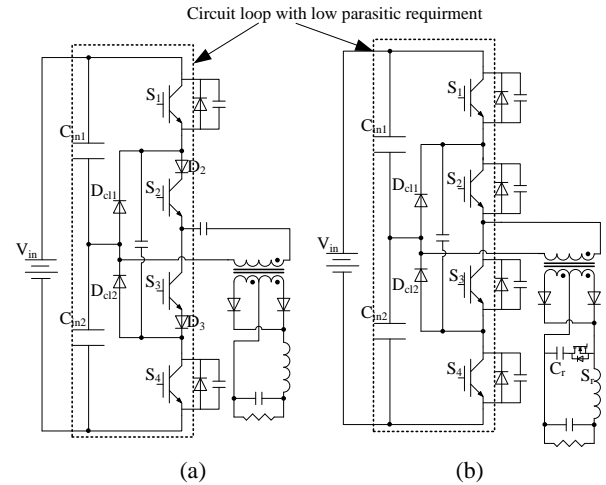 Circuit loop with low parasitic requirment
S1
Cin1
D2
S2
Dcl1
Vin
Dcl2
S3
Cin2
D3
S4
(a)
S1
Cin1
Dcl1
S2
Vin
Dcl2
S3
Cin2
S4
Cr
Sr
(b)